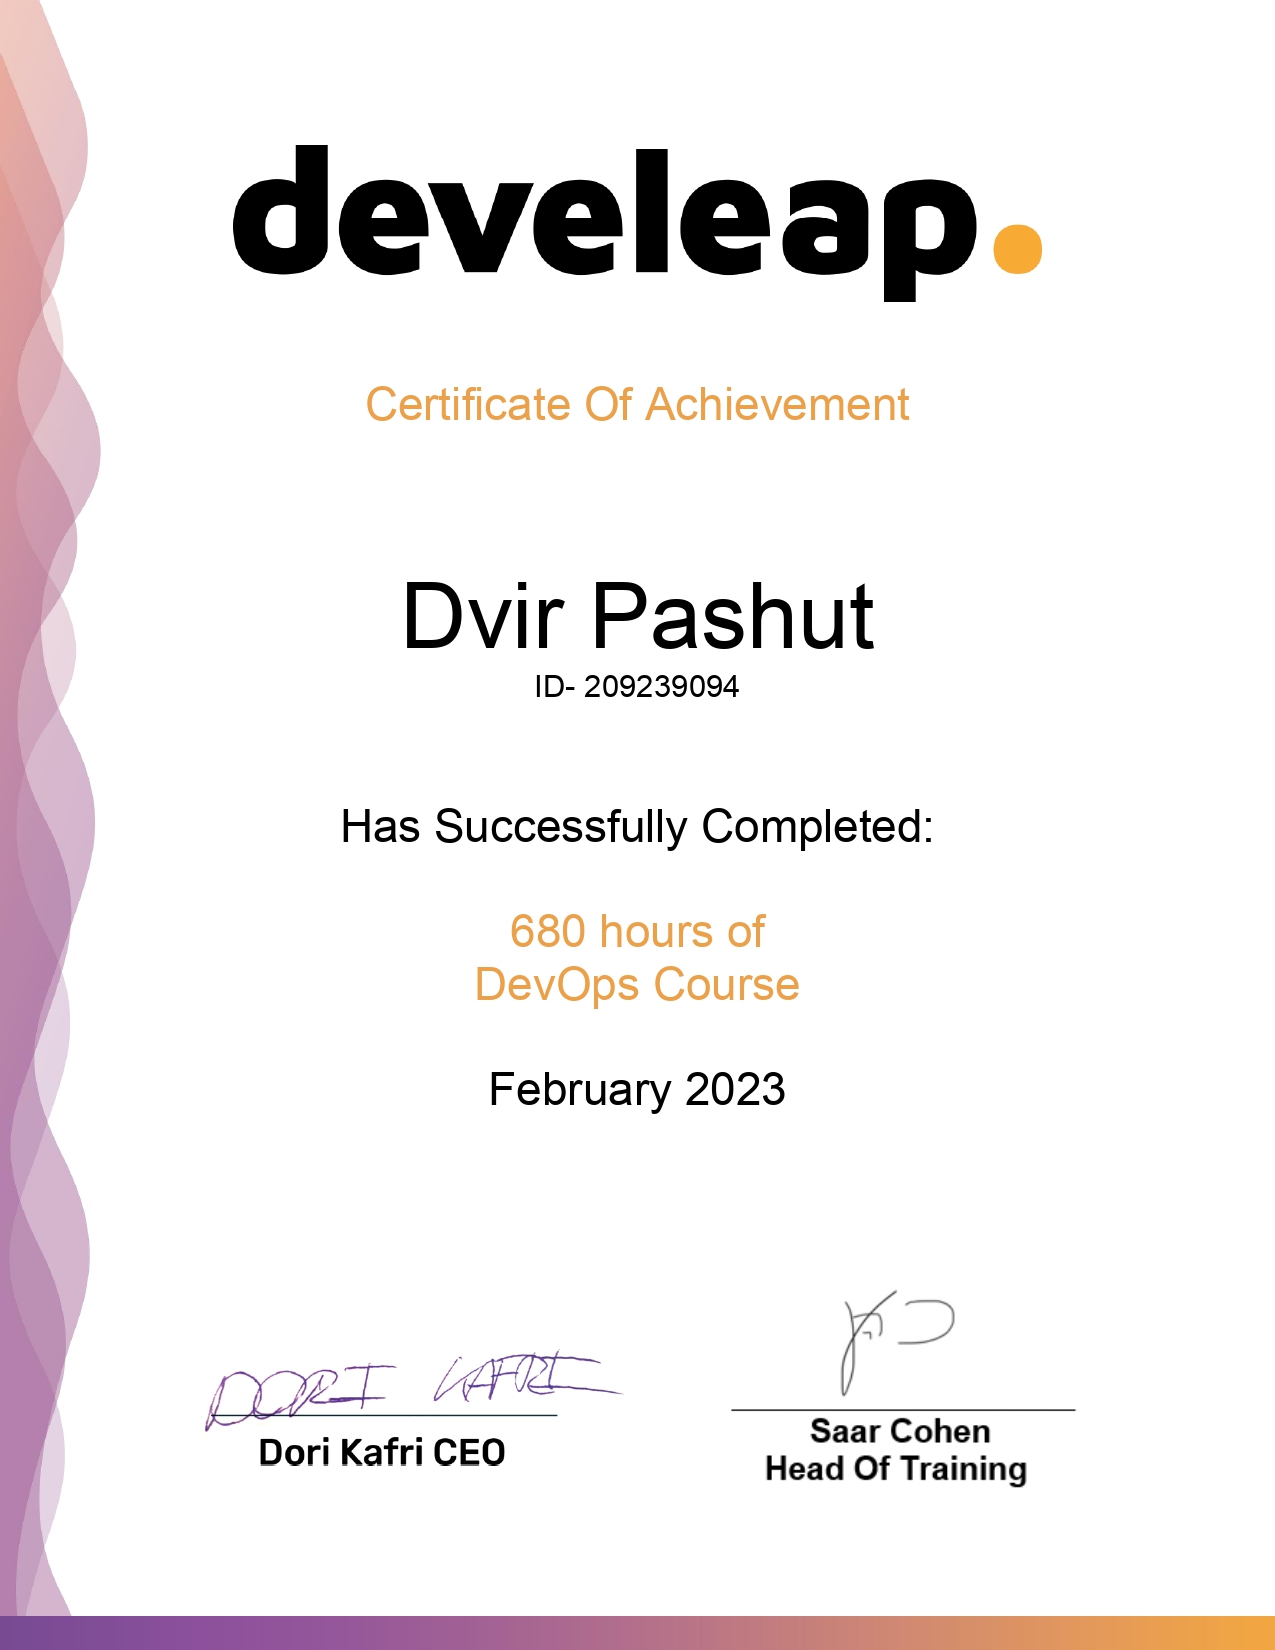 develeap.
Certificate Of Achievement
Dvir Pashut
ID- 209239094
Has Successfully Completed:
680 hours of
DevOps Course
February 2023
DORI KAFRI
Dori Kafri CEO
Saar Cohen
Head Of Training